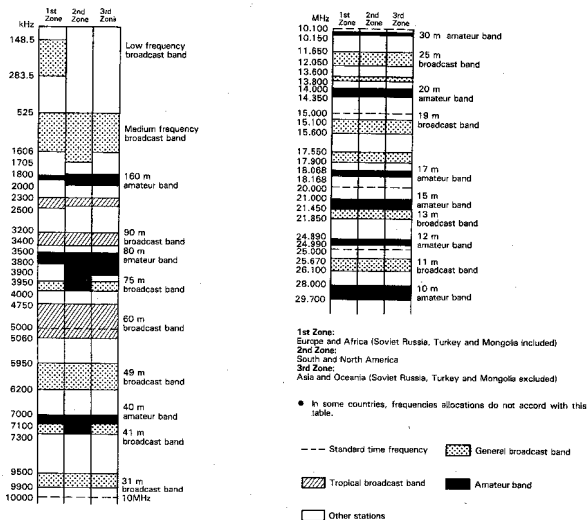 kHz
1st Zone
2nd Zone
3rd Zone
148.5
Low frequency
broadcast band
283.5
525
Medium frequency
broadcast band
1606
1705
1800
160 m
amateur band
2000
2300
2500
3200
90 m
broadcast band
3400
3500
80 m
amateur band
3800
3900
3950
75 m
broadcast band
4000
4750
60 m
broadcast band
5000
5060
5950
49 m
broadcast band
6200
7000
40 m
amateur band
7100
41 m
broadcast band
7300
9500
31 m
broadcast band
9900
10000
10MHz
MHz
1st Zone
2nd Zone
3rd Zone
10.100
10.150
30 m amateur band
11.650
25 m
broadcast band
12.050
13.600
13.800
14.000
20 m
amateur band
14.350
15.000
19 m
broadcast band
15.100
15.600
17.550
17.900
18.068
17 m
amateur band
18.168
20.000
21.000
15 m
amateur band
21.450
13 m
broadcast band
21.850
24.890
12 m
amateur band
24.990
25.000
25.670
11 m
broadcast band
26.100
28.000
10 m
amateur band
29.700
1st Zone:
Europe and Africa (Soviet Russia, Turkey and Mongolia included)
2nd Zone:
South and North America
3rd Zone:
Asia and Oceania (Soviet Russia, Turkey and Mongolia excluded)
● In some countries, frequencies allocations do not accord with this
table.
Standard time frequency
General broadcast band
Tropical broadcast band
Amateur band
Other stations